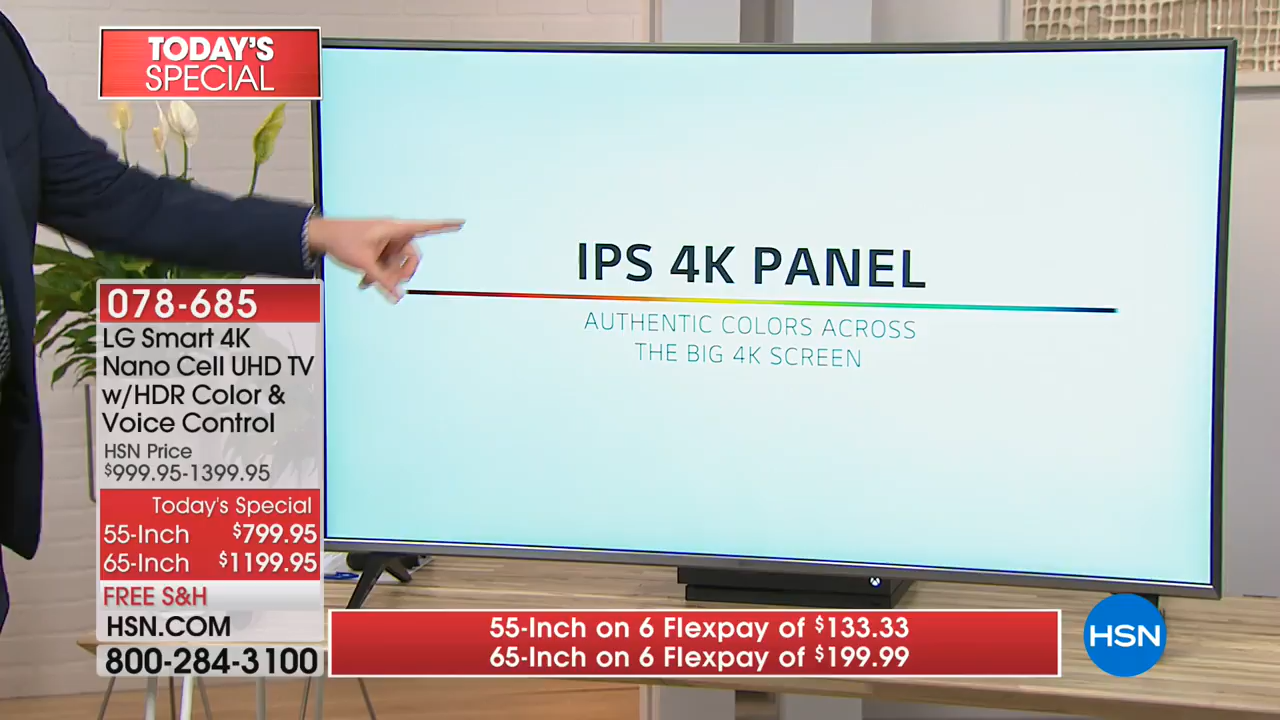 TODAY'S
SPECIAL
IPS 4K PANEL
AUTHENTIC COLORS ACROSS
THE BIG 4K SCREEN
078-685
LG Smart 4K
Nano Cell UHD TV
w/HDR Color &
Voice Control
HSN Price
$999.95-1399.95
Today's Special
55-Inch $799.95
65-Inch $1199.95
FREE S&H
HSN.COM
800-284-3100
55-Inch on 6 Flexpay of $133.33
65-Inch on 6 Flexpay of $199.99
HSN